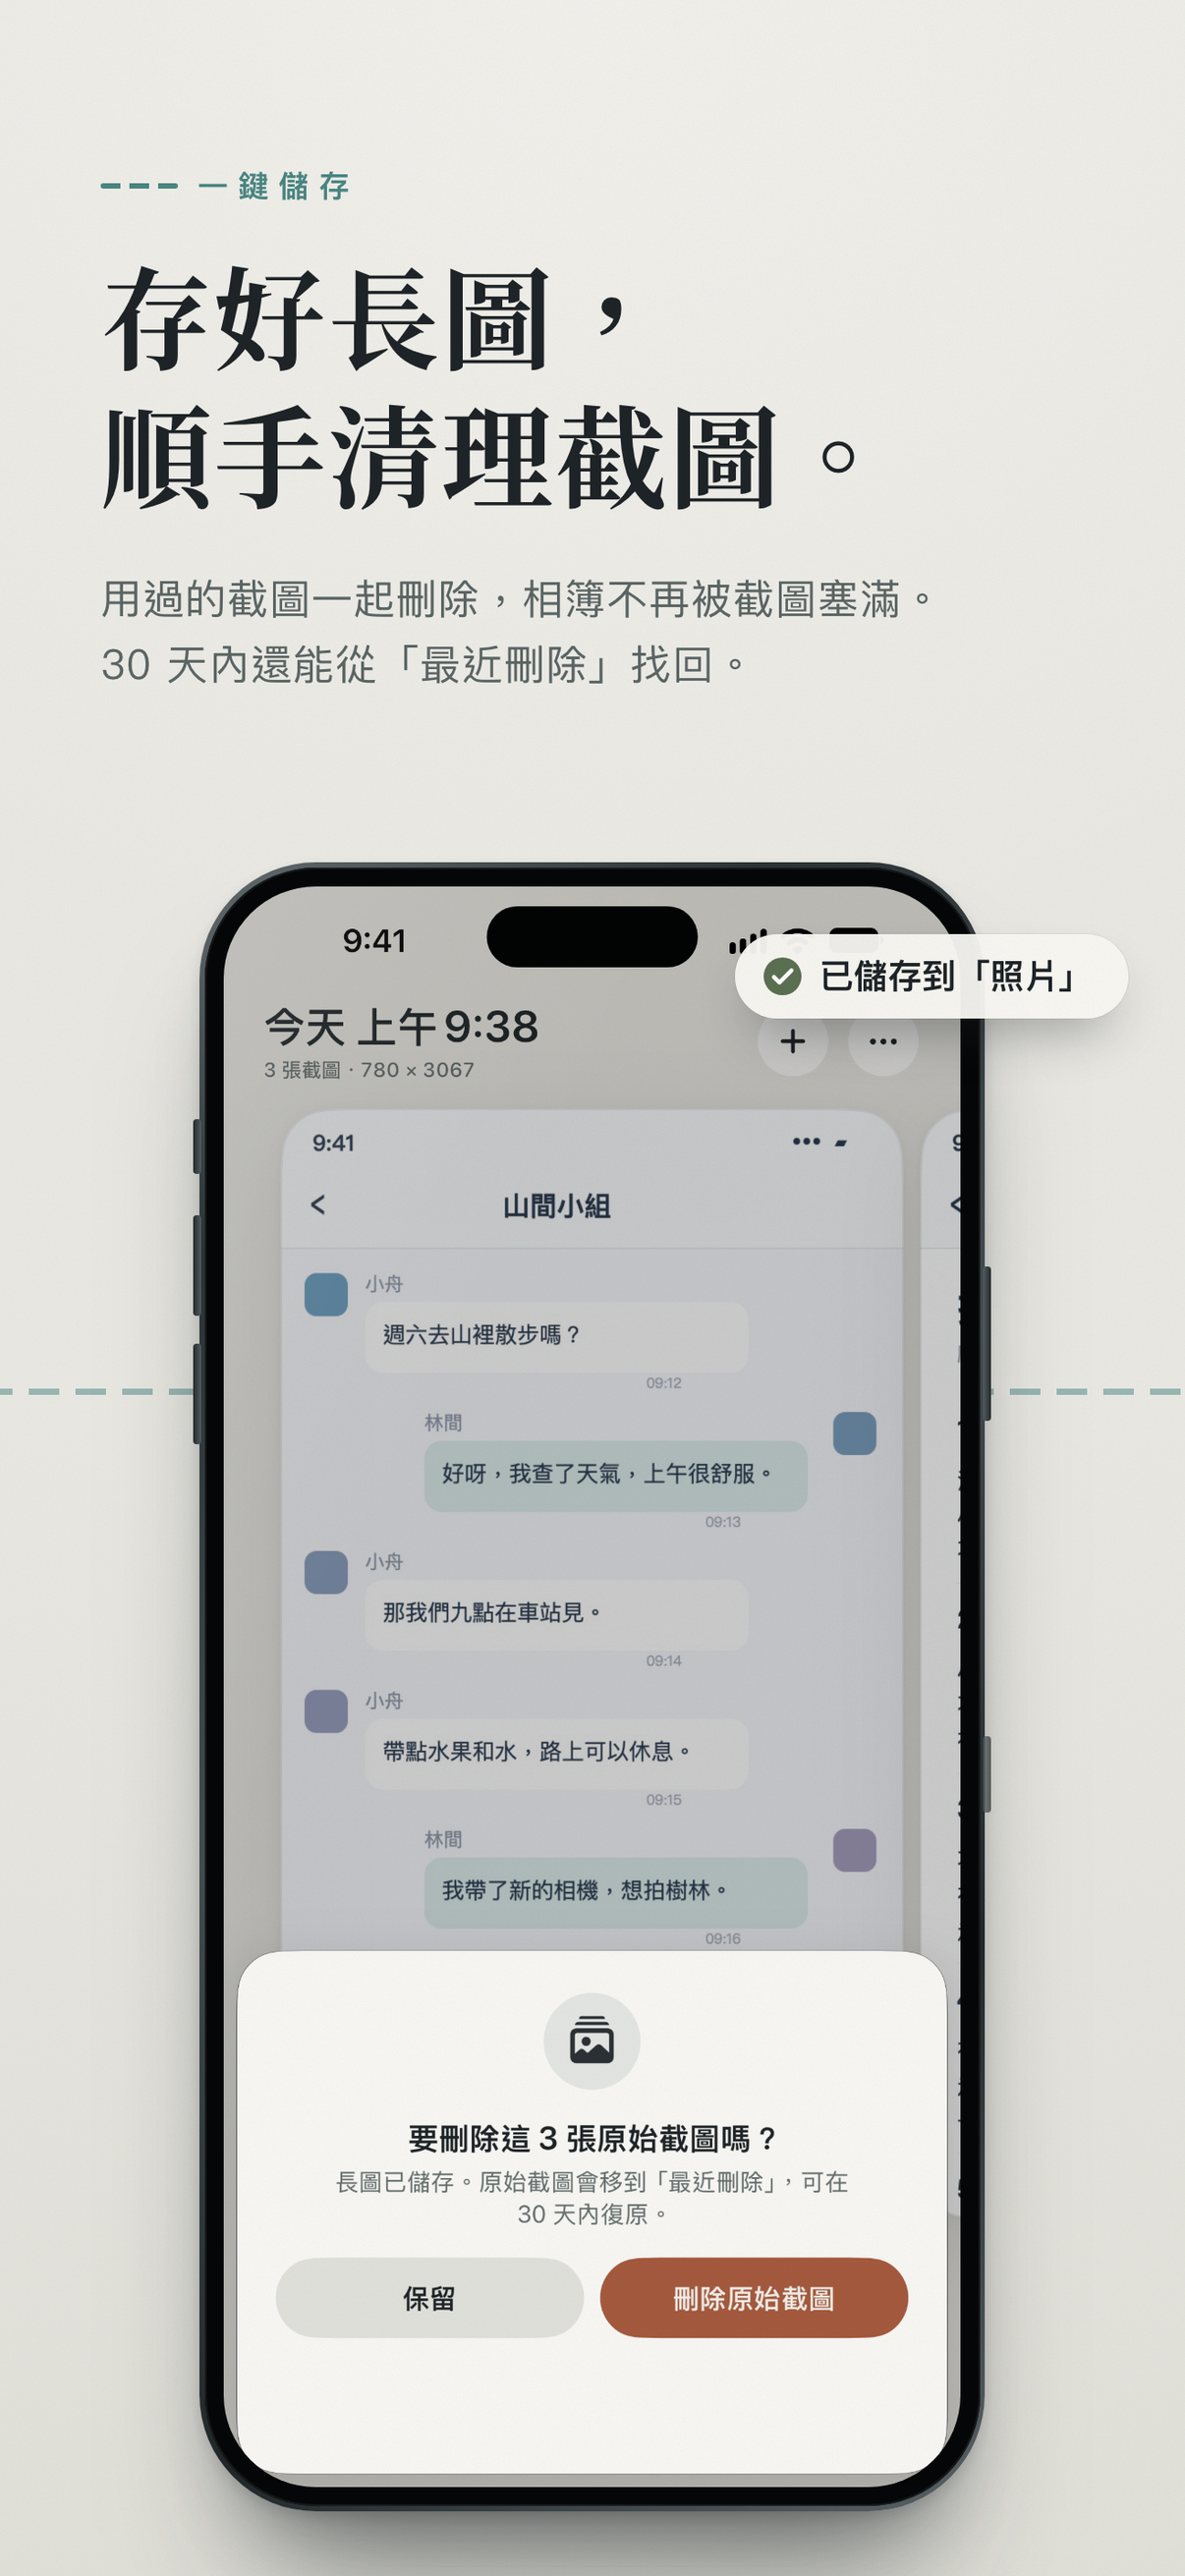 一鍵儲存
存好長圖，
順手清理截圖。
用過的截圖一起刪除，相簿不再被截圖塞滿。
30 天內還能從「最近刪除」找回。
9:41
已儲存到「照片」
今天 上午 9:38
3 張截圖 · 780 × 3067
9:41
山間小組
小舟
週六去山裡散步嗎？
09:12
林間
好呀，我查了天氣，上午很舒服。
09:13
小舟
那我們九點在車站見。
09:14
小舟
帶點水果和水，路上可以休息。
09:15
林間
我帶了新的相機，想拍樹林。
09:16
要刪除這 3 張原始截圖嗎？
長圖已儲存。原始截圖會移到「最近刪除」，可在
30 天內復原。
保留
刪除原始截圖